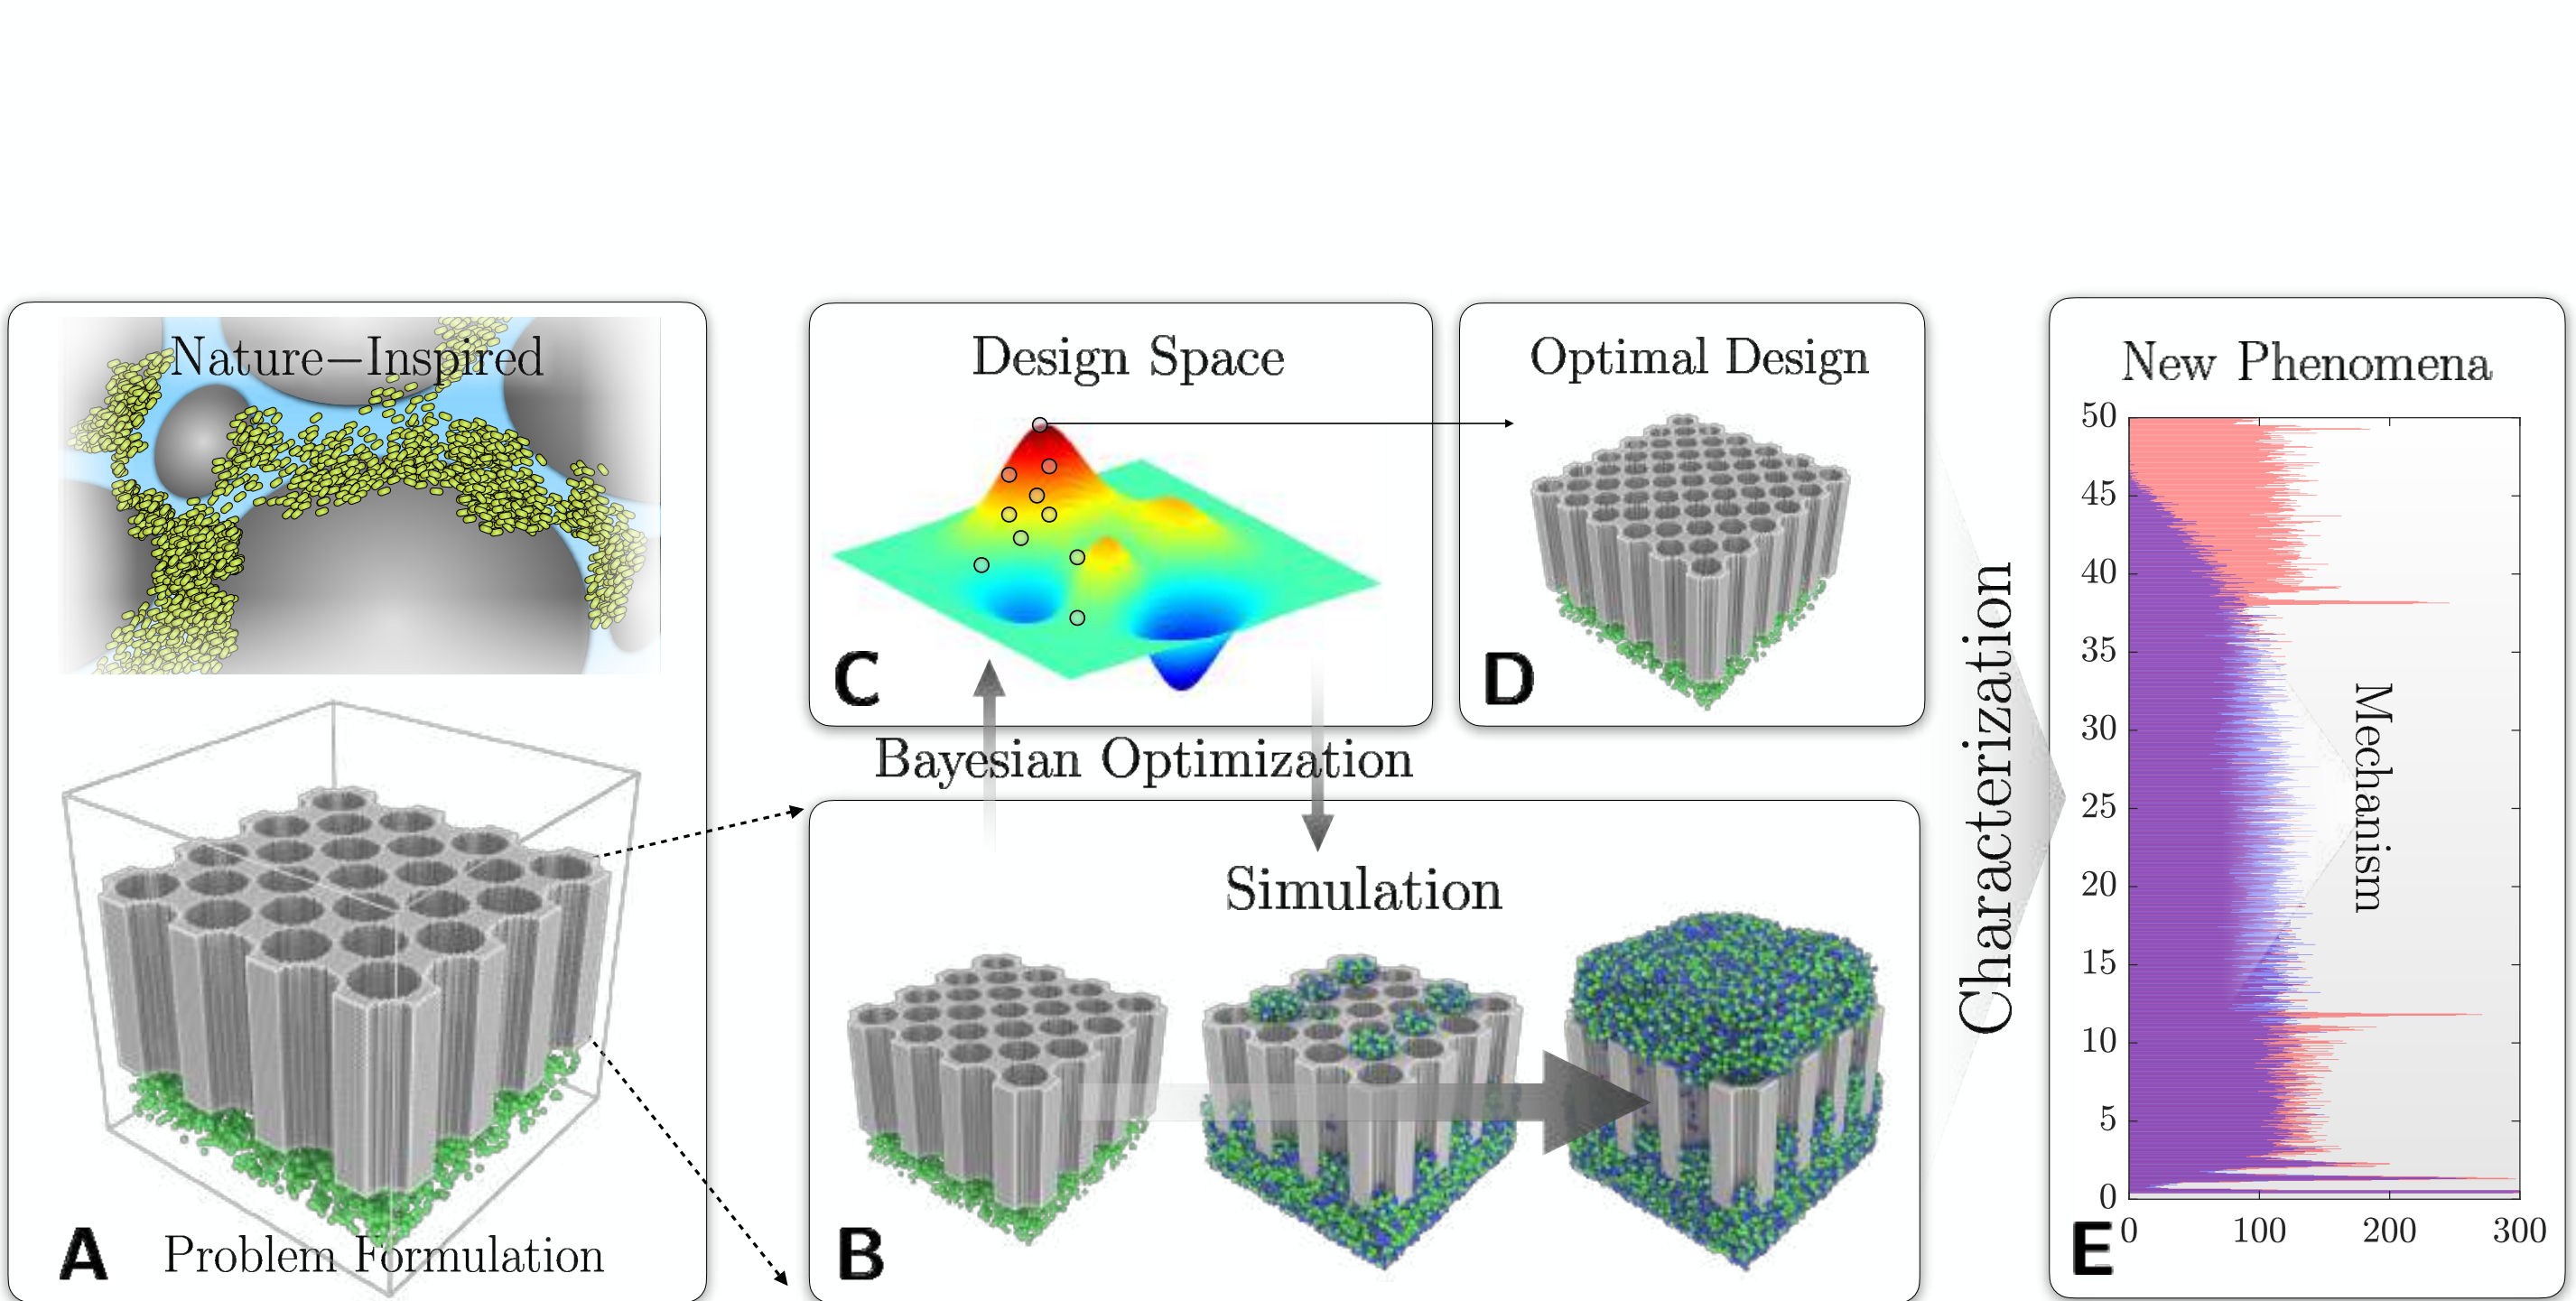 Nature–Inspired
A
Problem Formulation
Design Space
C
Optimal Design
D
Bayesian Optimization
Simulation
B
Characterization
New Phenomena
50
45
40
35
30
25
20
15
10
5
0
Mechanism
0 100 200 300
E